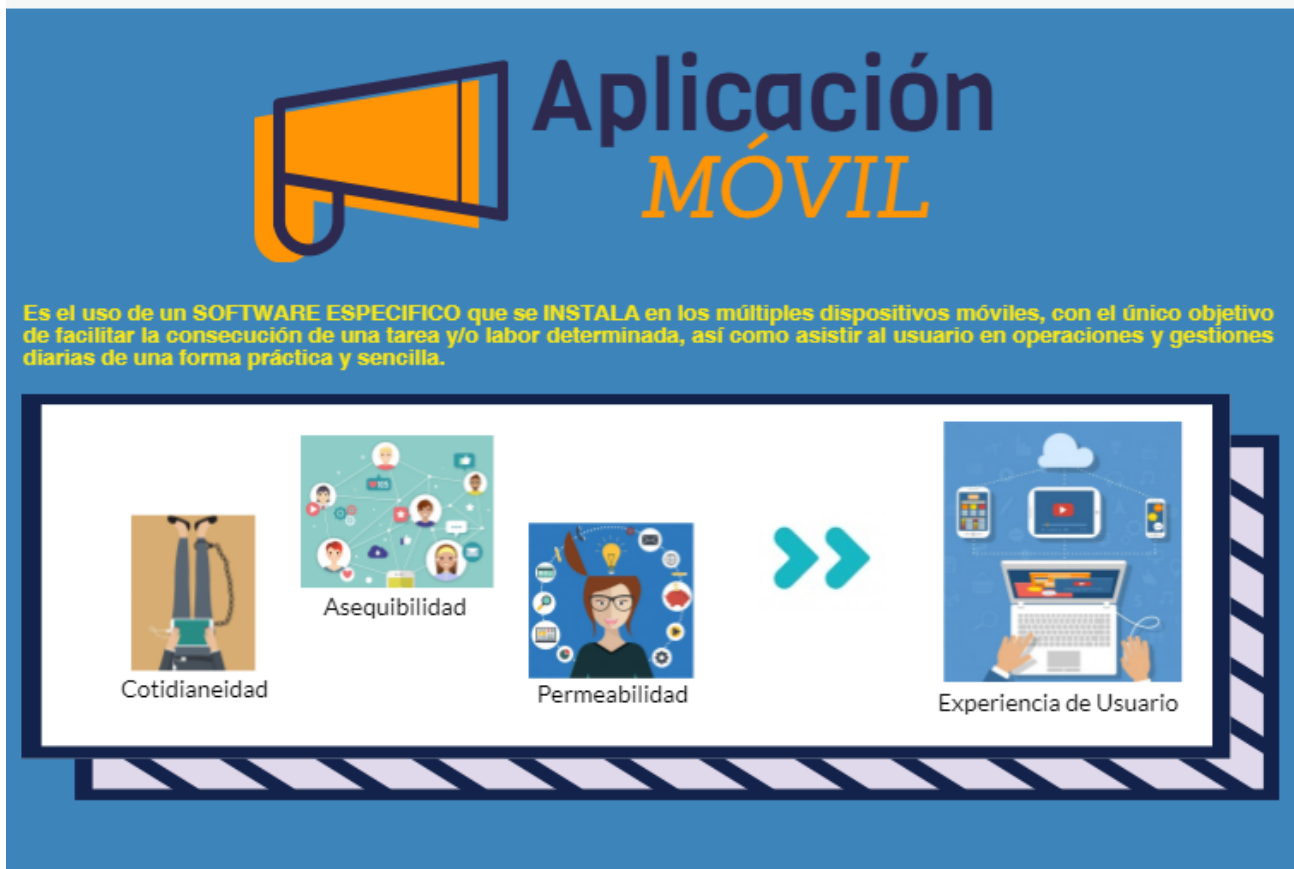 Aplicación
MÓVIL
Es el uso de un SOFTWARE ESPECIFICO que se INSTALA en los múltiples dispositivos móviles, con el único objetivo
de facilitar la consecución de una tarea y/o labor determinada, así como asistir al usuario en operaciones y gestiones
diarias de una forma práctica y sencilla.
Cotidianeidad
Asequibilidad
Permeabilidad
Experiencia de Usuario